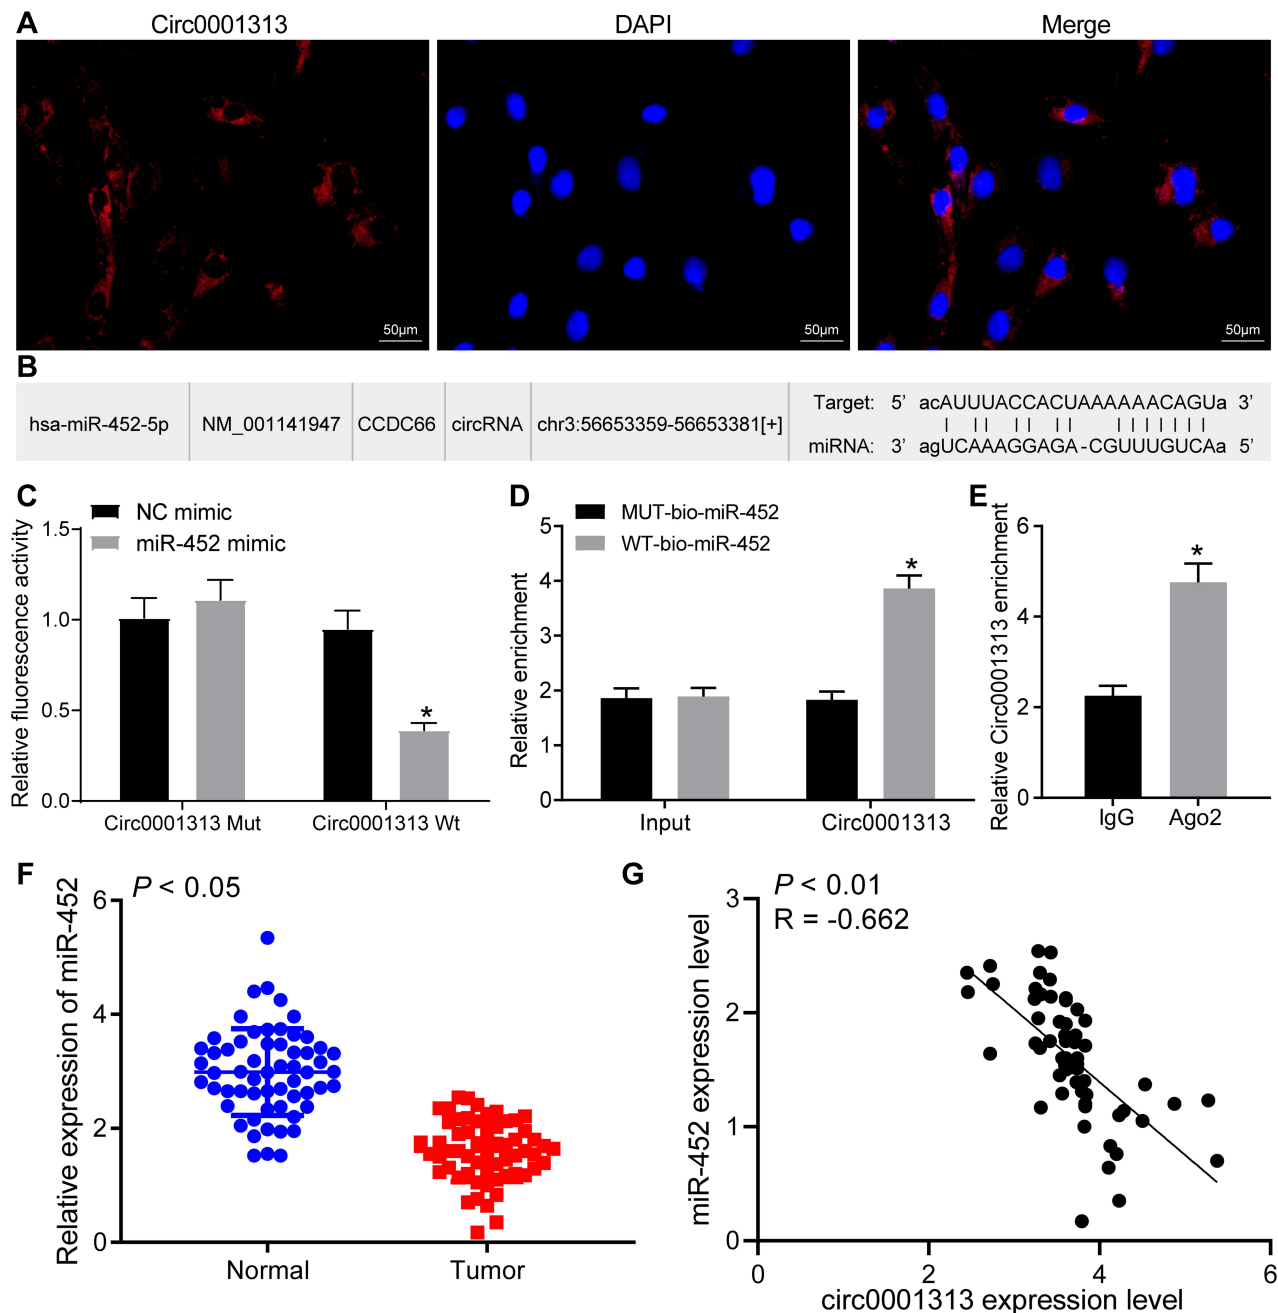 A
Circ0001313
DAPI
Merge
50μm
50μm
50μm
B
hsa-miR-452-5p
NM_001141947
CCDC66
circRNA
chr3:56653359-56653381[+]
Target: 5’ acAUUUACCACUAAAAAACAGUa 3’
miRNA: 3’ agUCAAAGGAGA-CGUUUGUCAa 5’
C
NC mimic
miR-452 mimic
Relative fluorescence activity
1.5
1.0
0.5
0.0
*
Circ0001313 Mut
Circ0001313 Wt
D
MUT-bio-miR-452
WT-bio-miR-452
Relative enrichment
5
4
3
2
1
0
*
Input
Circ0001313
E
Relative Circ0001313 enrichment
6
4
2
0
*
IgG
Ago2
F
P < 0.05
Relative expression of miR-452
6
4
2
0
Normal
Tumor
G
P < 0.01
R = -0.662
miR-452 expression level
3
2
1
0
0
2
4
6
circ0001313 expression level